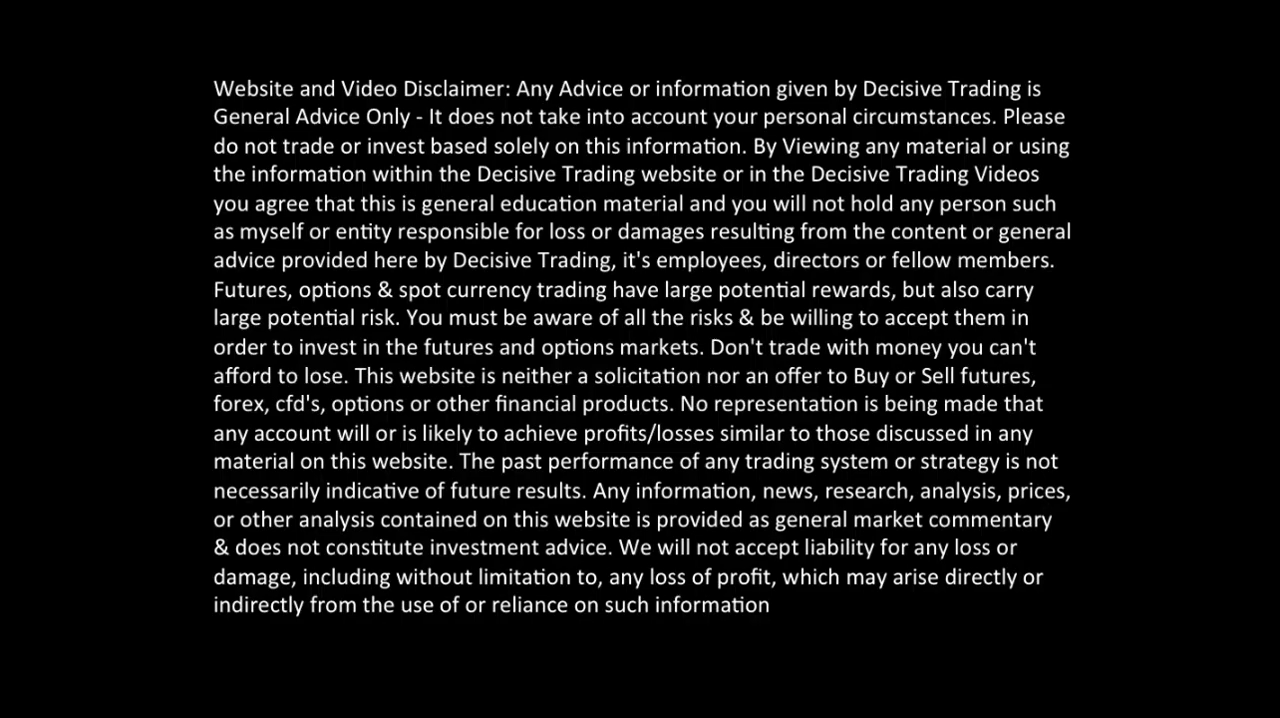 Website and Video Disclaimer: Any Advice or information given by Decisive Trading is
General Advice Only - It does not take into account your personal circumstances. Please
do not trade or invest based solely on this information. By Viewing any material or using
the information within the Decisive Trading website or in the Decisive Trading Videos
you agree that this is general education material and you will not hold any person such
as myself or entity responsible for loss or damages resulting from the content or general
advice provided here by Decisive Trading, it's employees, directors or fellow members.
Futures, options & spot currency trading have large potential rewards, but also carry
large potential risk. You must be aware of all the risks & be willing to accept them in
order to invest in the futures and options markets. Don't trade with money you can't
afford to lose. This website is neither a solicitation nor an offer to Buy or Sell futures,
forex, cfd's, options or other financial products. No representation is being made that
any account will or is likely to achieve profits/losses similar to those discussed in any
material on this website. The past performance of any trading system or strategy is not
necessarily indicative of future results. Any information, news, research, analysis, prices,
or other analysis contained on this website is provided as general market commentary
& does not constitute investment advice. We will not accept liability for any loss or
damage, including without limitation to, any loss of profit, which may arise directly or
indirectly from the use of or reliance on such information